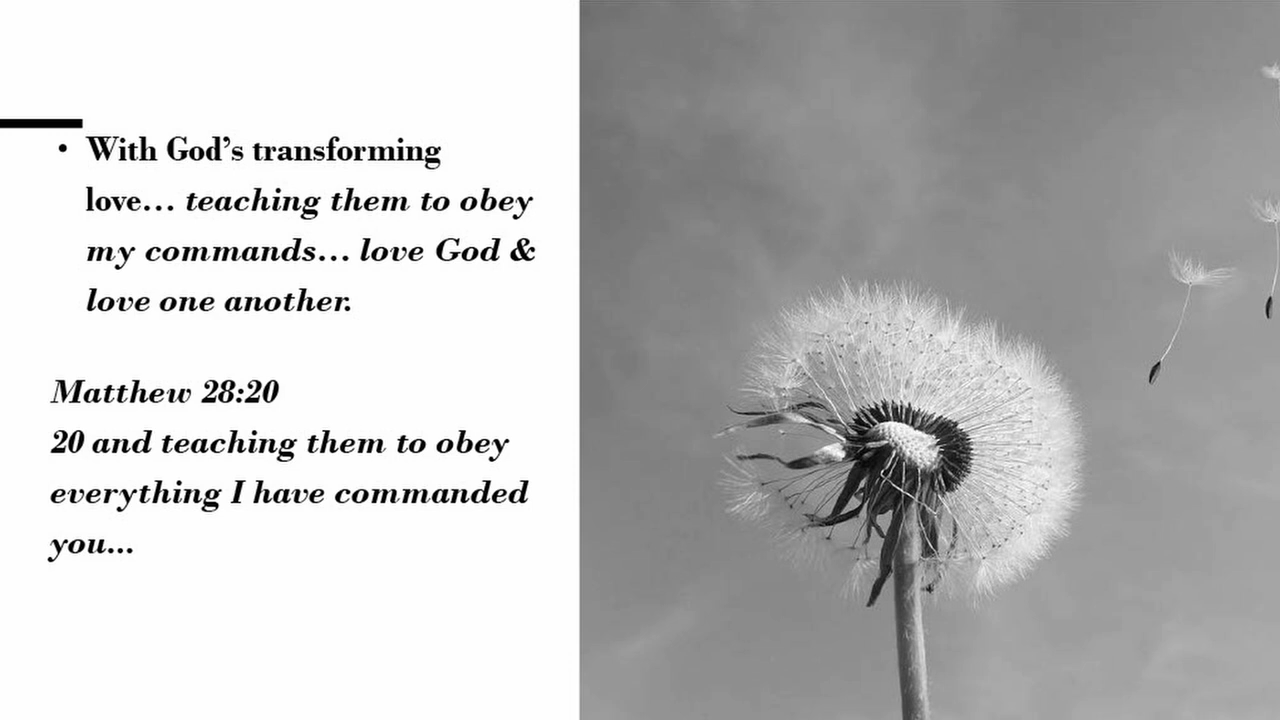 • With God’s transforming
love… teaching them to obey
my commands… love God &
love one another.
Matthew 28:20
20 and teaching them to obey
everything I have commanded
you…